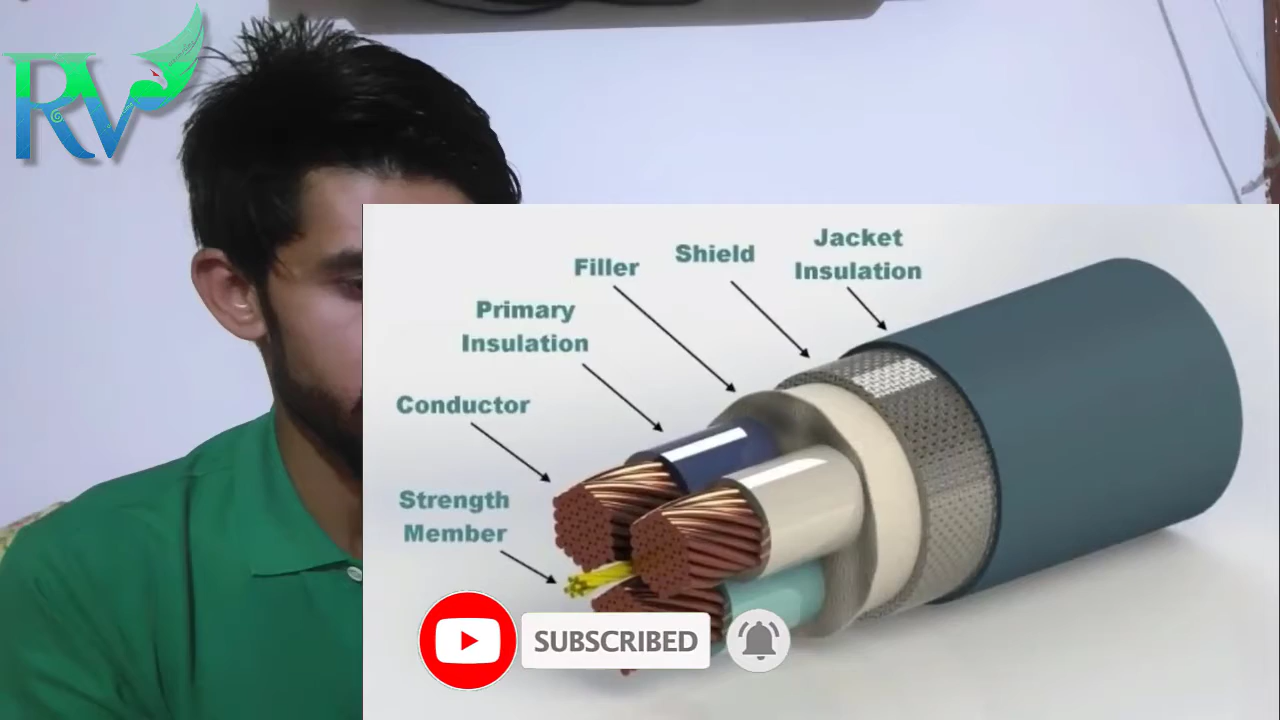 RV
Jacket
Insulation
Shield
Filler
Primary
Insulation
Conductor
Strength
Member
SUBSCRIBED